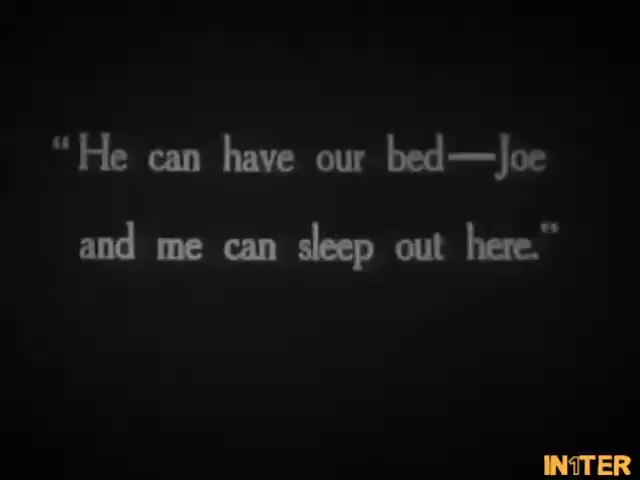 “He can have our bed—Joe
and me can sleep out here.”
IN1TER